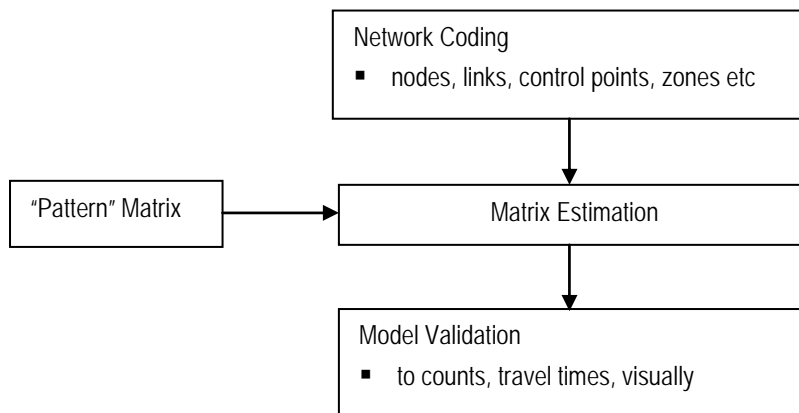 Network Coding
▪ nodes, links, control points, zones etc
“Pattern” Matrix
Matrix Estimation
Model Validation
▪ to counts, travel times, visually